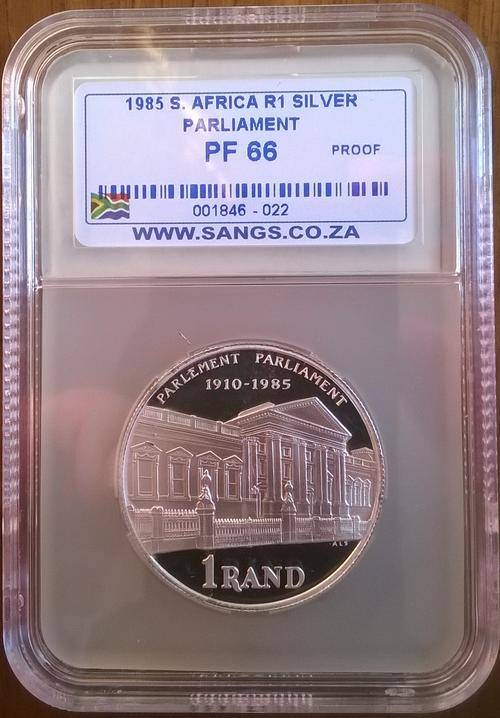 1985 S. AFRICA R1 SILVER
PARLIAMENT
PF 66 PROOF
001846 - 022
WWW.SANGS.CO.ZA
PARLEMENT PARLIAMENT
1910-1985
ALS
1 RAND